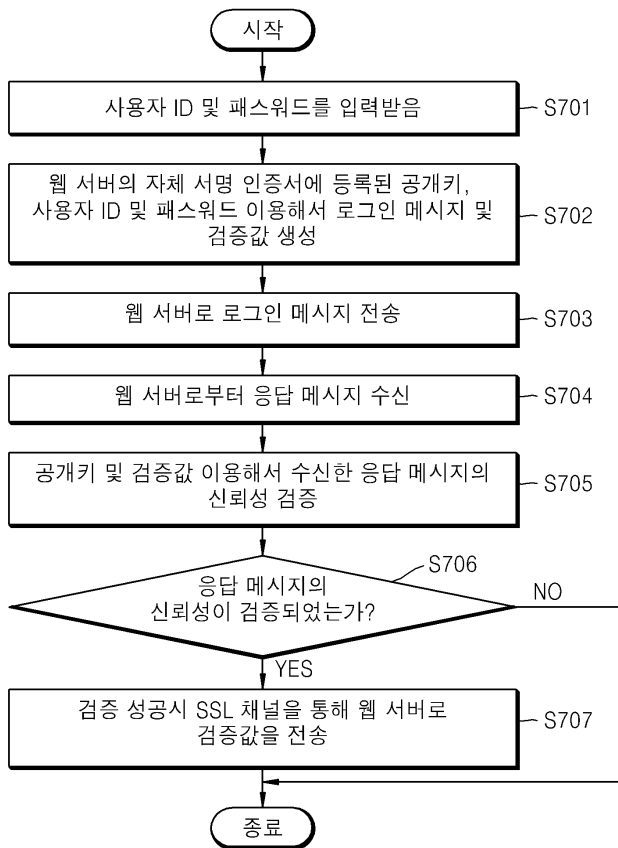 시작
사용자 ID 및 패스워드를 입력받음
S701
웹 서버의 자체 서명 인증서에 등록된 공개키,
사용자 ID 및 패스워드 이용해서 로그인 메시지 및
검증값 생성
S702
웹 서버로 로그인 메시지 전송
S703
웹 서버로부터 응답 메시지 수신
S704
공개키 및 검증값 이용해서 수신한 응답 메시지의
신뢰성 검증
S705
S706
응답 메시지의
신뢰성이 검증되었는가?
NO
YES
검증 성공시 SSL 채널을 통해 웹 서버로
검증값을 전송
S707
종료